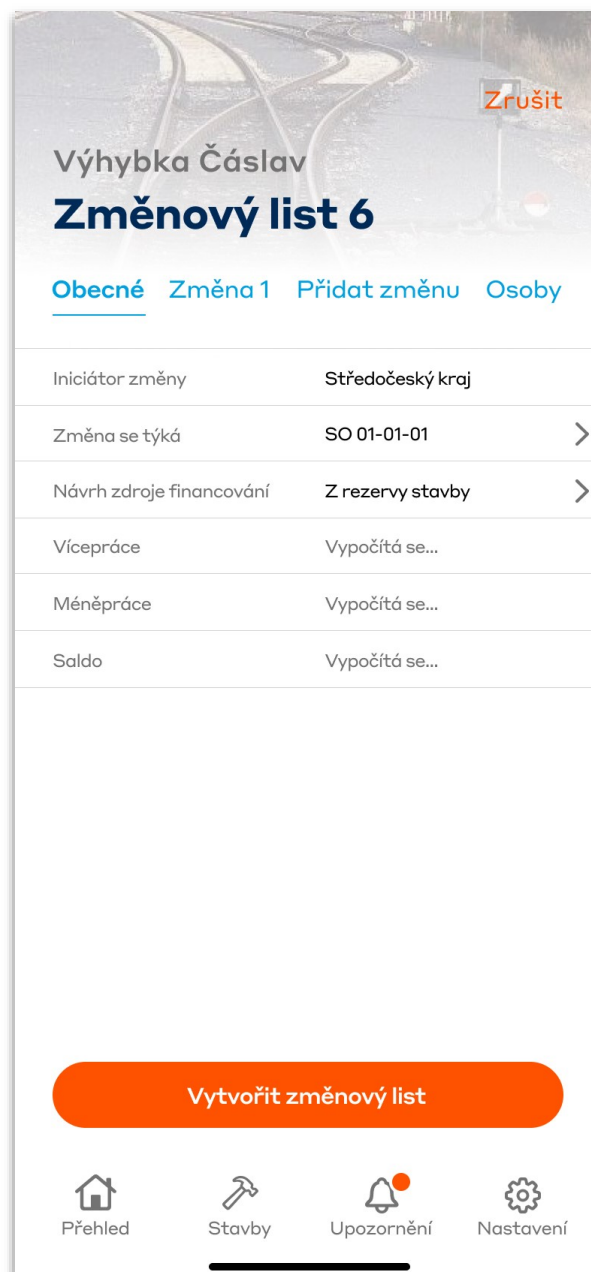 Zrušit
Výhybka Čáslav
Změnový list 6
Obecné Změna 1 Přidat změnu Osoby
Iniciátor změny Středočeský kraj
Změna se týká SO 01-01-01
Návrh zdroje financování Z rezervy stavby
Vícepráce Vypočítá se...
Méněpráce Vypočítá se...
Saldo Vypočítá se...
Vytvořit změnový list
Přehled Stavby Upozornění Nastavení